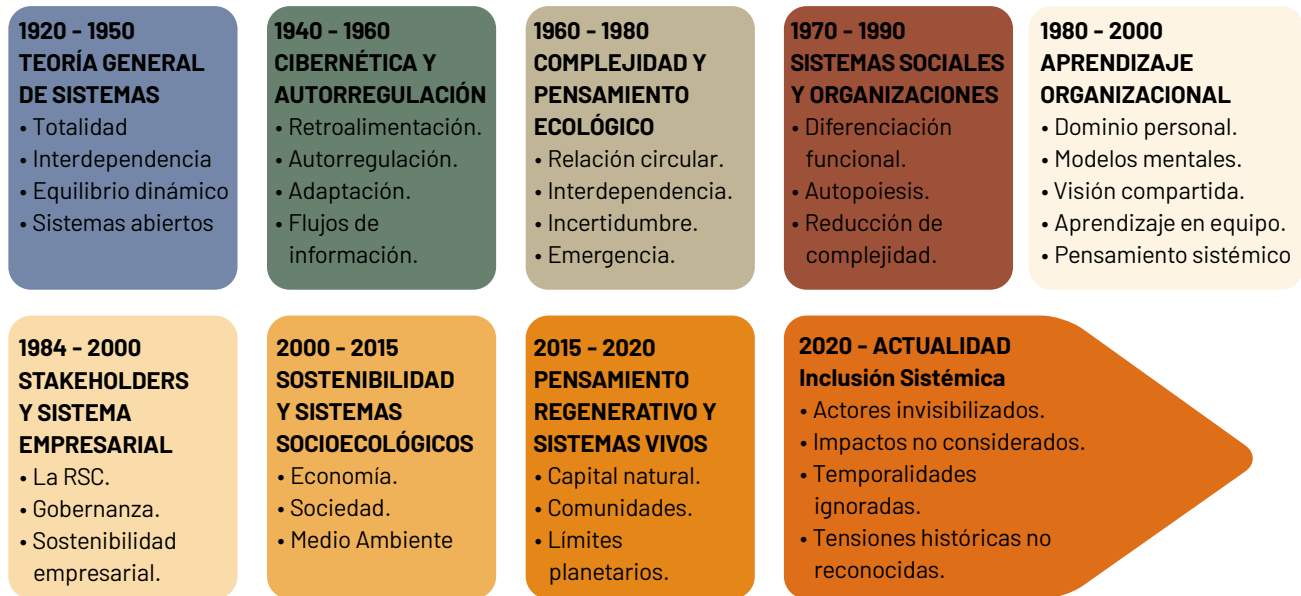 1920 - 1950
TEORÍA GENERAL
DE SISTEMAS
• Totalidad
• Interdependencia
• Equilibrio dinámico
• Sistemas abiertos
1940 - 1960
CIBERNÉTICA Y
AUTORREGULACIÓN
• Retroalimentación.
• Autorregulación.
• Adaptación.
• Flujos de
información.
1960 - 1980
COMPLEJIDAD Y
PENSAMIENTO
ECOLÓGICO
• Relación circular.
• Interdependencia.
• Incertidumbre.
• Emergencia.
1970 - 1990
SISTEMAS SOCIALES
Y ORGANIZACIONES
• Diferenciación
funcional.
• Autopoiesis.
• Reducción de
complejidad.
1980 - 2000
APRENDIZAJE
ORGANIZACIONAL
• Dominio personal.
• Modelos mentales.
• Visión compartida.
• Aprendizaje en equipo.
• Pensamiento sistémico
1984 - 2000
STAKEHOLDERS
Y SISTEMA
EMPRESARIAL
• La RSC.
• Gobernanza.
• Sostenibilidad
empresarial.
2000 - 2015
SOSTENIBILIDAD
Y SISTEMAS
SOCIOECOLÓGICOS
• Economía.
• Sociedad.
• Medio Ambiente
2015 - 2020
PENSAMIENTO
REGENERATIVO Y
SISTEMAS VIVOS
• Capital natural.
• Comunidades.
• Límites
planetarios.
2020 - ACTUALIDAD
Inclusión Sistémica
• Actores invisibilizados.
• Impactos no considerados.
• Temporalidades
ignoradas.
• Tensiones históricas no
reconocidas.